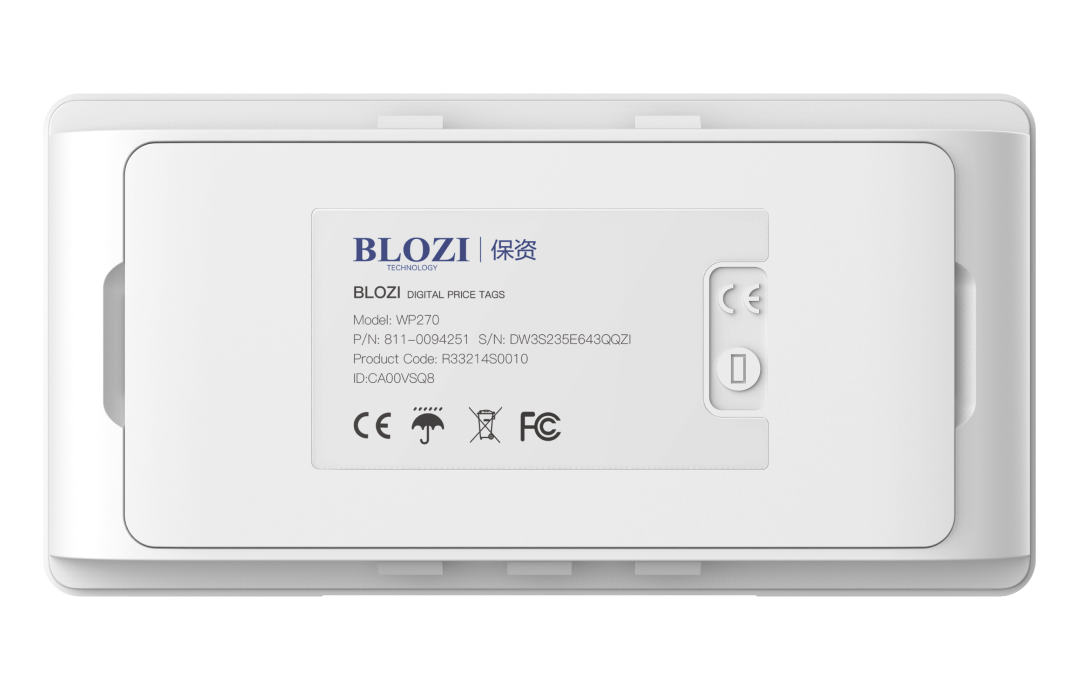 BLOZI 保资
TECHNOLOGY
BLOZI DIGITAL PRICE TAGS
Model: WP270
P/N: 811-0094251 S/N: DW3S235E643QQZI
Product Code: R33214S0010
ID:CA00VSQ8
CE FC
CE